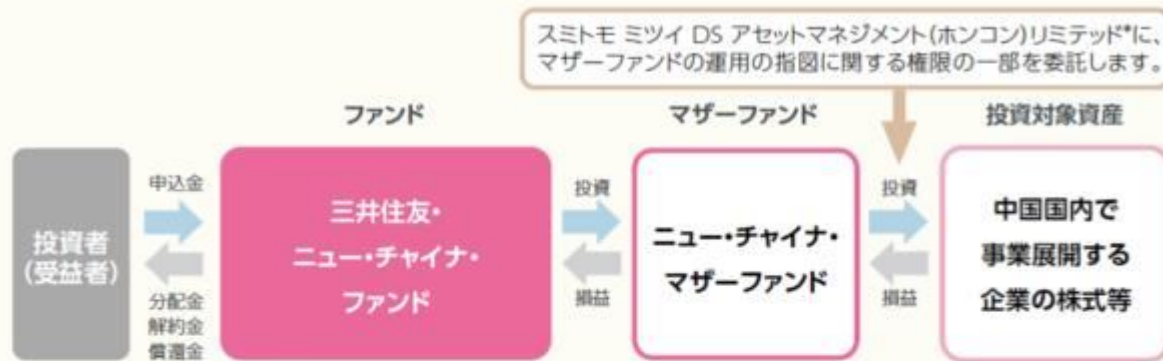 スミトモ ミツイ DS アセットマネジメント(ホンコン)リミテッド*に、
マザーファンドの運用の指図に関する権限の一部を委託します。
ファンド
マザーファンド
投資対象資産
投資者
(受益者)
申込金
分配金
解約金
償還金
三井住友・
ニュー・チャイナ・
ファンド
投資
損益
ニュー・チャイナ・
マザーファンド
投資
損益
中国国内で
事業展開する
企業の株式等